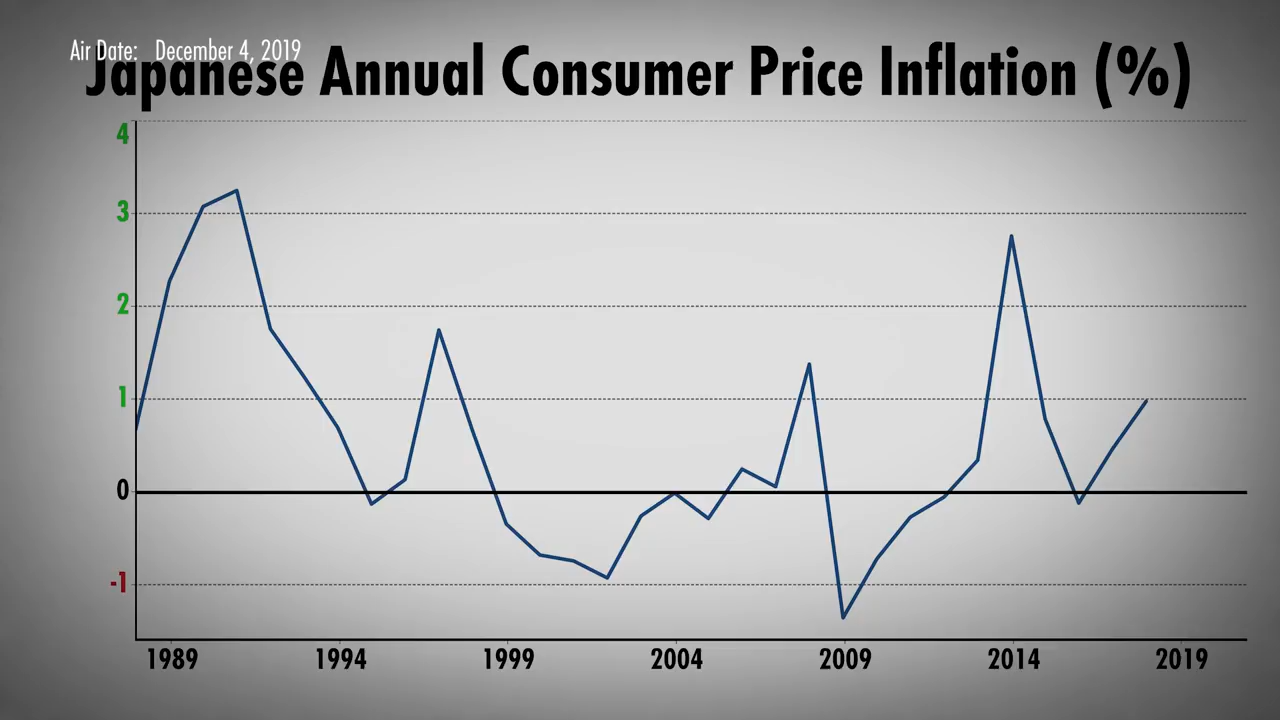 Air Date: December 4, 2019
Japanese Annual Consumer Price Inflation (%)
4
3
2
1
0
-1
1989 1994 1999 2004 2009 2014 2019